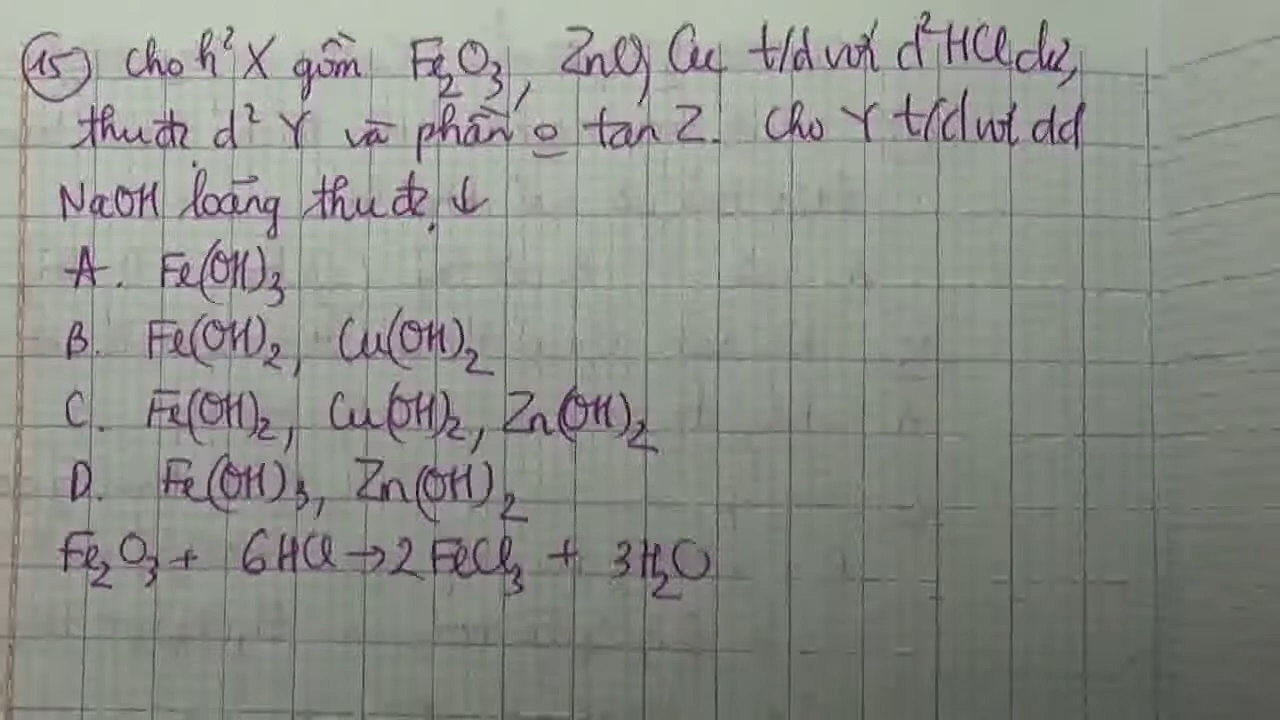 15) Cho h² X gồm Fe₂O₃, ZnO, Cu t/d với d² HCl dư,
thu đc d² Y và phần o tan Z. Cho Y t/d với dd
NaOH loãng thu đc ↓
A. Fe(OH)₃
B. Fe(OH)₂, Cu(OH)₂
C. Fe(OH)₂, Cu(OH)₂, Zn(OH)₂
D. Fe(OH)₃, Zn(OH)₂
Fe₂O₃ + 6HCl → 2FeCl₃ + 3H₂O